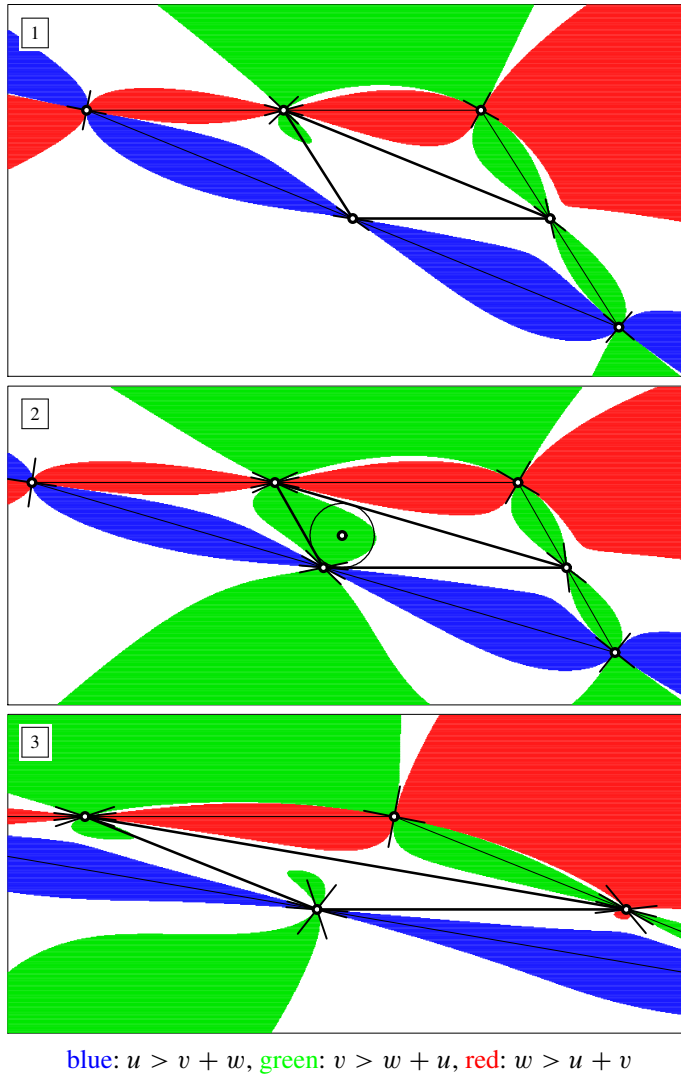 1
2
3
blue: u > v + w, green: v > w + u, red: w > u + v